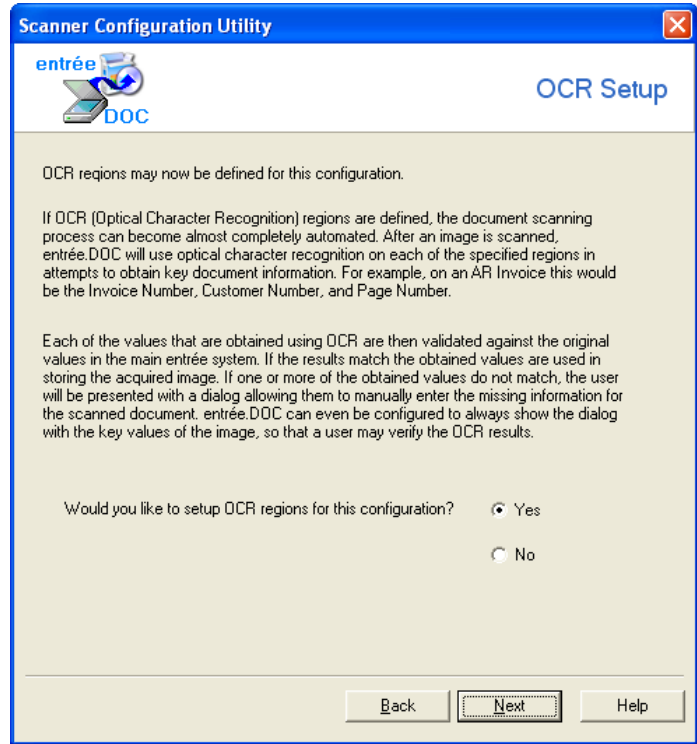 Scanner Configuration Utility
entrée
DOC
OCR Setup
OCR regions may now be defined for this configuration.
If OCR (Optical Character Recognition) regions are defined, the document scanning
process can become almost completely automated. After an image is scanned,
entrée.DOC will use optical character recognition on each of the specified regions in
attempts to obtain key document information. For example, on an AR Invoice this would
be the Invoice Number, Customer Number, and Page Number.
Each of the values that are obtained using OCR are then validated against the original
values in the main entrée system. If the results match the obtained values are used in
storing the acquired image. If one or more of the obtained values do not match, the user
will be presented with a dialog allowing them to manually enter the missing information for
the scanned document. entrée.DOC can even be configured to always show the dialog
with the key values of the image, so that a user may verify the OCR results.
Would you like to setup OCR regions for this configuration?
Yes
No
Back
Next
Help